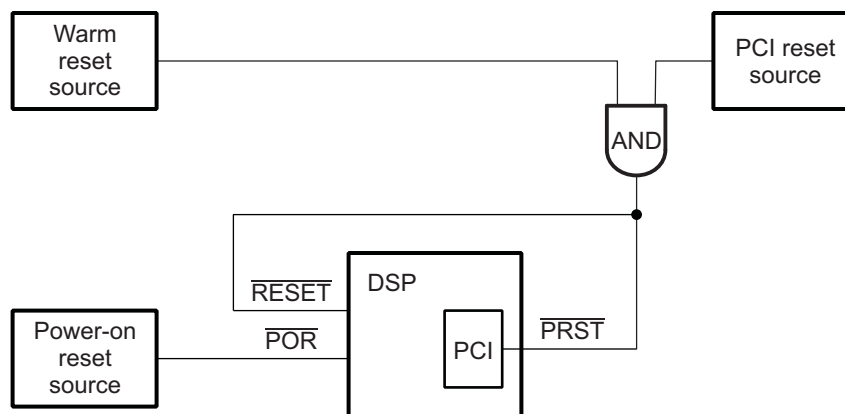 Warm
reset
source
PCI reset
source
AND
RESET
DSP
POR
PCI
PRST
Power-on
reset
source